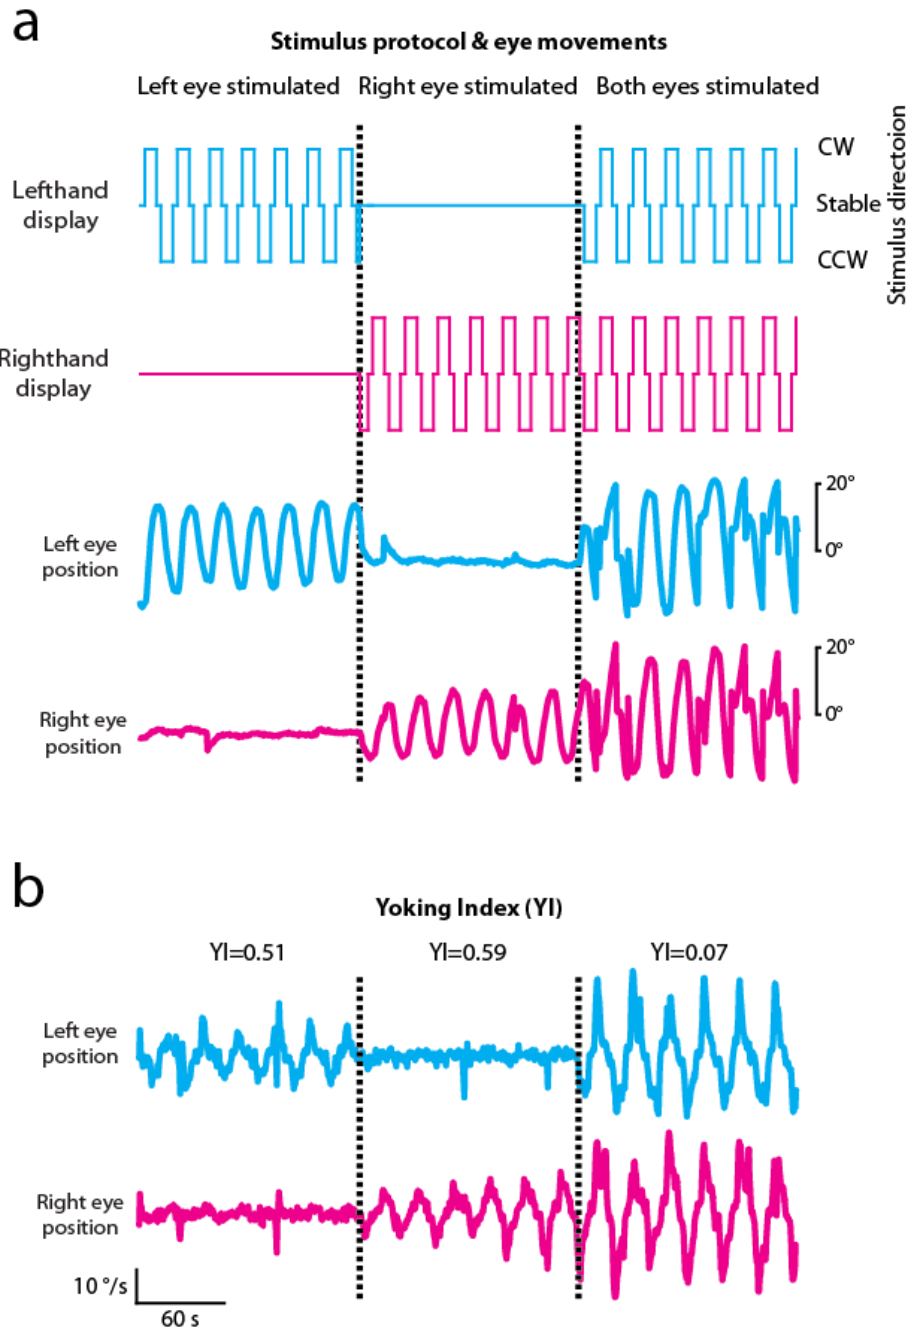 a
Stimulus protocol & eye movements
Left eye stimulated
Right eye stimulated
Both eyes stimulated
Lefthand
display
CW
Stable
CCW
Stimulus directoion
Righthand
display
Left eye
position
20°
0°
Right eye
position
20°
0°
b
Yoking Index (YI)
YI=0.51
YI=0.59
YI=0.07
Left eye
position
Right eye
position
10 °/s
60 s